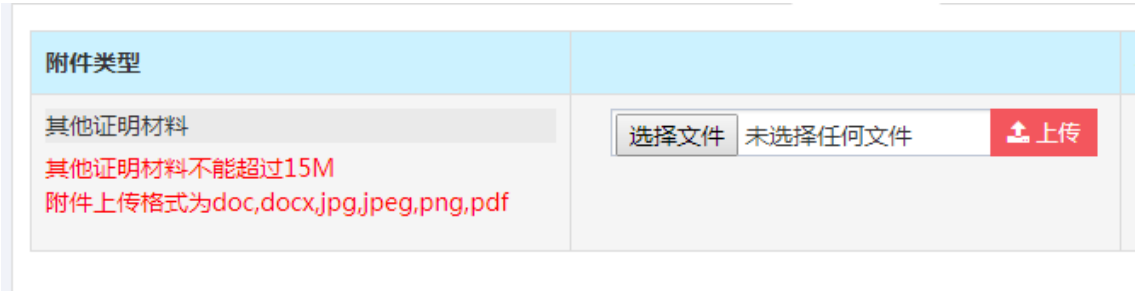 附件类型
其他证明材料
选择文件 未选择任何文件 上传
其他证明材料不能超过15M
附件上传格式为doc,docx,jpg,jpeg,png,pdf